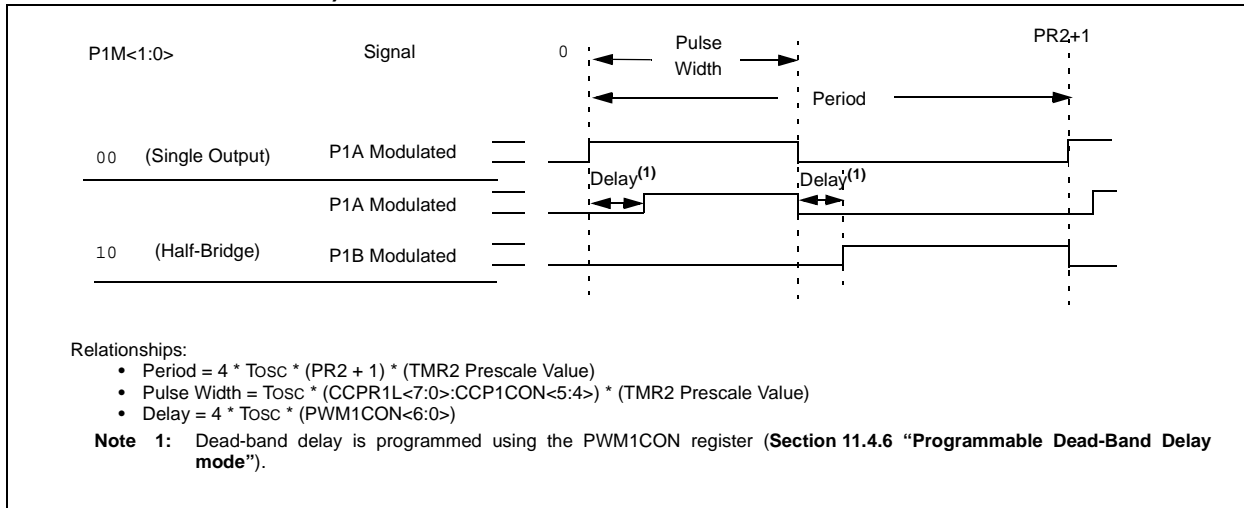 P1M<1:0> Signal 0 Pulse Width PR2+1
Period
00 (Single Output) P1A Modulated
Delay(1) Delay(1)
P1A Modulated
10 (Half-Bridge) P1B Modulated
Relationships:
• Period = 4 * TOSC * (PR2 + 1) * (TMR2 Prescale Value)
• Pulse Width = TOSC * (CCPR1L<7:0>:CCP1CON<5:4>) * (TMR2 Prescale Value)
• Delay = 4 * TOSC * (PWM1CON<6:0>)
Note 1: Dead-band delay is programmed using the PWM1CON register (Section 11.4.6 “Programmable Dead-Band Delay
mode”).